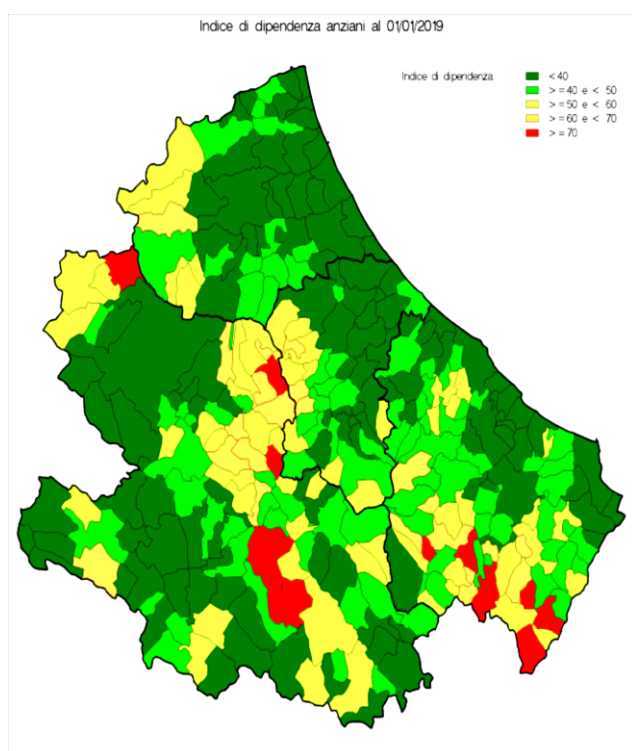 Indice di dipendenza anziani al 01/01/2019
Indice di dipendenza
<40
>=40 e < 50
>=50 e < 60
>=60 e < 70
>=70